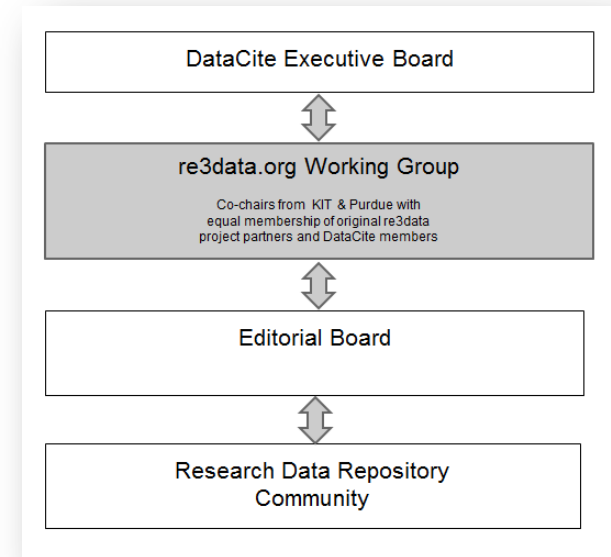 DataCite Executive Board
re3data.org Working Group
Co-chairs from KIT & Purdue with
equal membership of original re3data
project partners and DataCite members
Editorial Board
Research Data Repository
Community